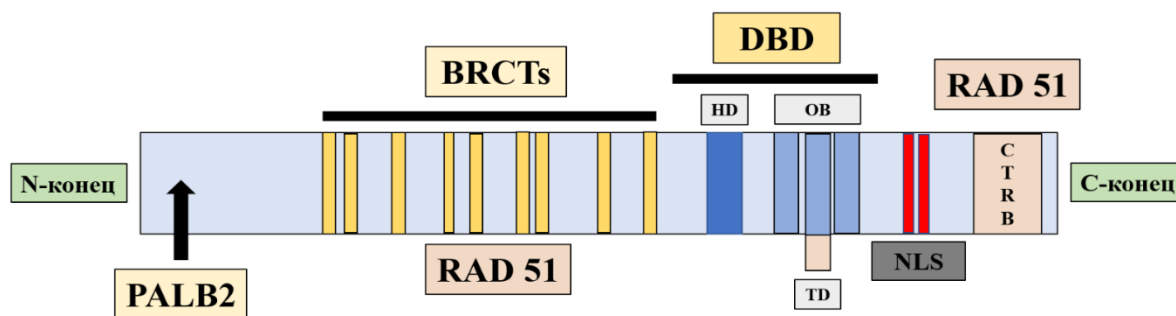 DBD
BRCTs
RAD 51
HD
OB
N-конец
C
T
R
B
С-конец
RAD 51
NLS
PALB2
TD